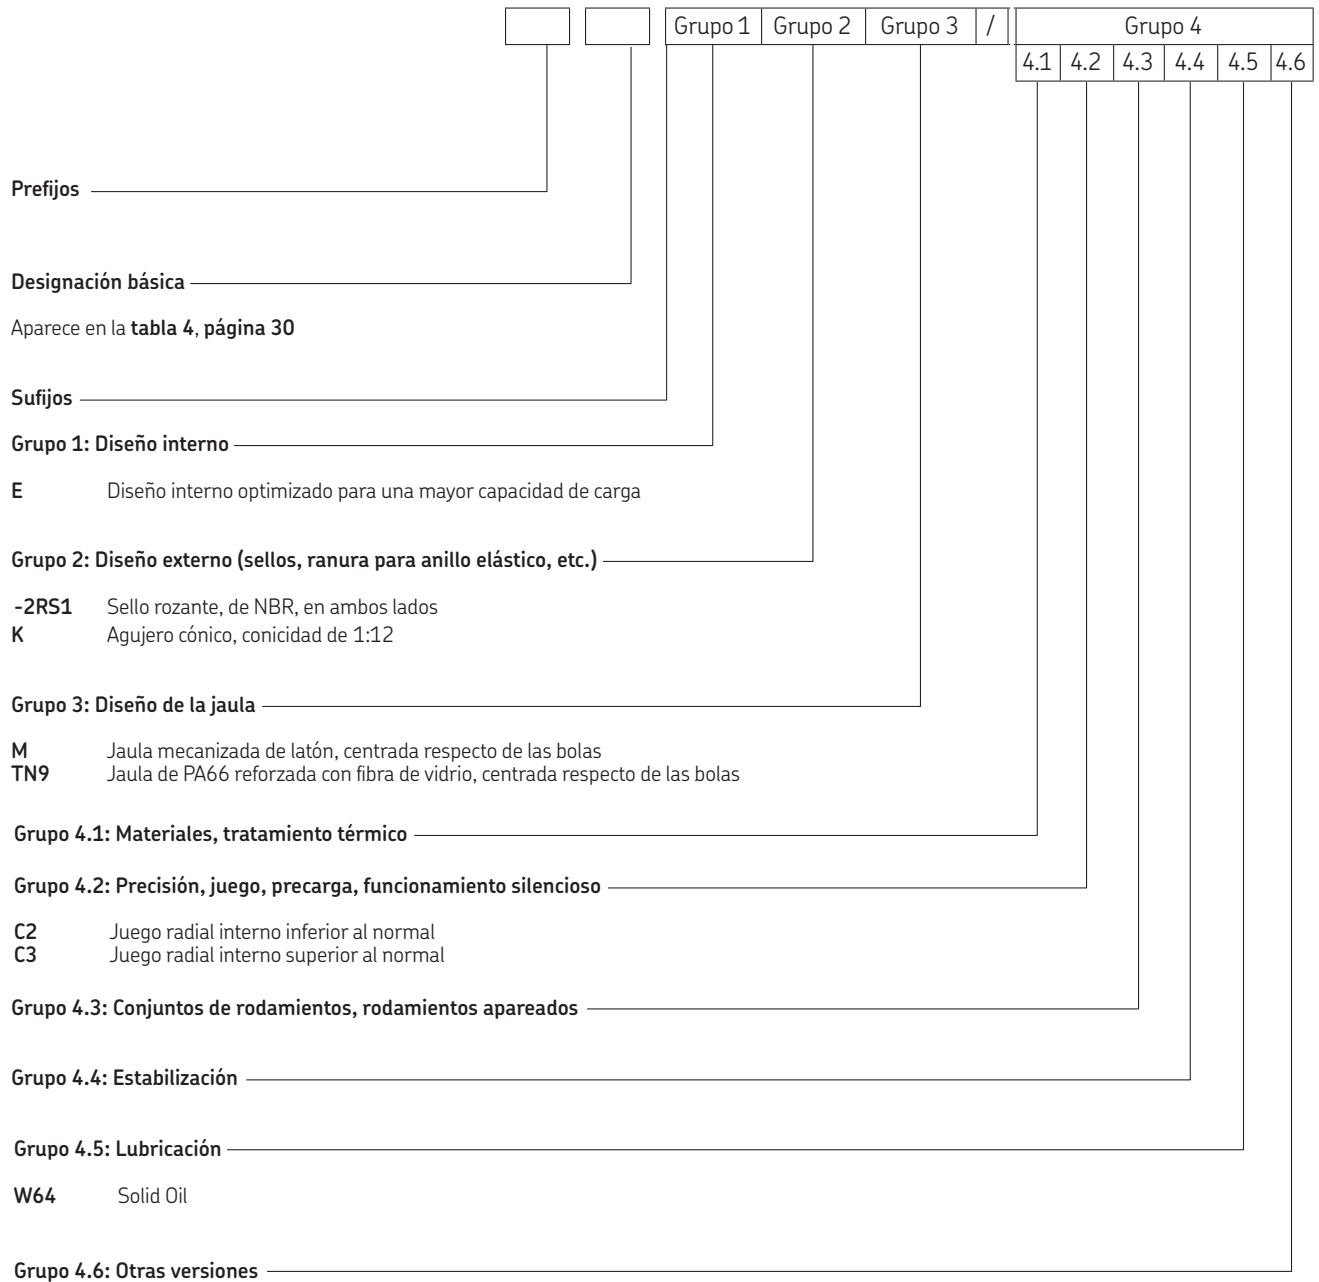 Grupo 1 Grupo 2 Grupo 3 / Grupo 4
4.1 4.2 4.3 4.4 4.5 4.6
Prefijos
Designación básica
Aparece en la tabla 4, página 30
Sufijos
Grupo 1: Diseño interno
E Diseño interno optimizado para una mayor capacidad de carga
Grupo 2: Diseño externo (sellos, ranura para anillo elástico, etc.)
-2RS1 Sello rozante, de NBR, en ambos lados
K Agujero cónico, conicidad de 1:12
Grupo 3: Diseño de la jaula
M Jaula mecanizada de latón, centrada respecto de las bolas
TN9 Jaula de PA66 reforzada con fibra de vidrio, centrada respecto de las bolas
Grupo 4.1: Materiales, tratamiento térmico
Grupo 4.2: Precisión, juego, precarga, funcionamiento silencioso
C2 Juego radial interno inferior al normal
C3 Juego radial interno superior al normal
Grupo 4.3: Conjuntos de rodamientos, rodamientos apareados
Grupo 4.4: Estabilización
Grupo 4.5: Lubricación
W64 Solid Oil
Grupo 4.6: Otras versiones